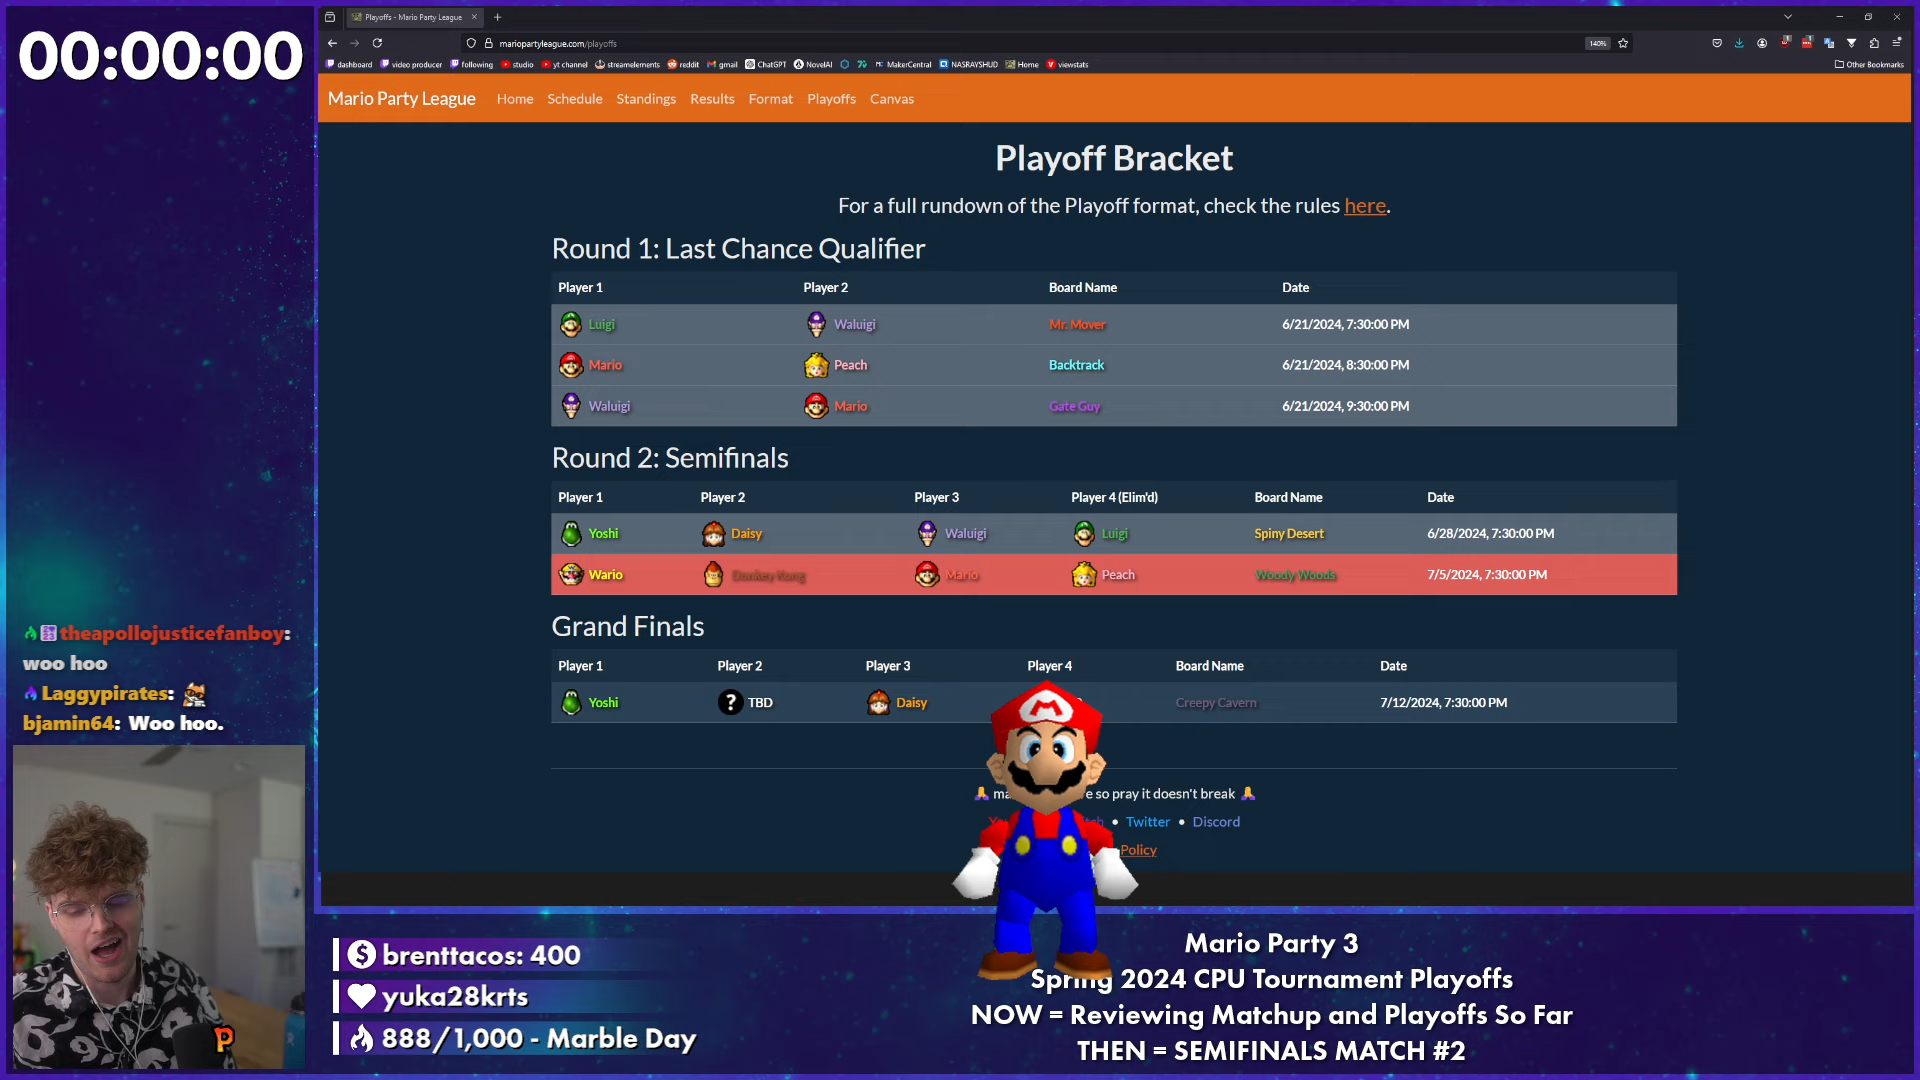 00:00:00
Playoffs - Mario Party League
mariopartyleague.com/playoffs
140%
dashboard video producer following studio yt channel streamelements reddit gmail ChatGPT NovelAI MakerCentral NASRAYSHUD Home viewstats
Other Bookmarks
Mario Party League Home Schedule Standings Results Format Playoffs Canvas
Playoff Bracket
For a full rundown of the Playoff format, check the rules here.
Round 1: Last Chance Qualifier
Player 1 Player 2 Board Name Date
Luigi Waluigi Mr. Mover 6/21/2024, 7:30:00 PM
Mario Peach Backtrack 6/21/2024, 8:30:00 PM
Waluigi Mario Gate Guy 6/21/2024, 9:30:00 PM
Round 2: Semifinals
Player 1 Player 2 Player 3 Player 4 (Elim'd) Board Name Date
Yoshi Daisy Waluigi Luigi Spiny Desert 6/28/2024, 7:30:00 PM
Wario Donkey Kong Mario Peach Woody Woods 7/5/2024, 7:30:00 PM
Grand Finals
Player 1 Player 2 Player 3 Player 4 Board Name Date
Yoshi ? TBD Daisy Creepy Cavern 7/12/2024, 7:30:00 PM
so pray it doesn't break
• Twitter • Discord
Policy
theapollojusticefanboy:
woo hoo
Laggypirates:
bjamin64: Woo hoo.
$ brenttacos: 400
yuka28krts
888/1,000 - Marble Day
Mario Party 3
Spring 2024 CPU Tournament Playoffs
NOW = Reviewing Matchup and Playoffs So Far
THEN = SEMIFINALS MATCH #2